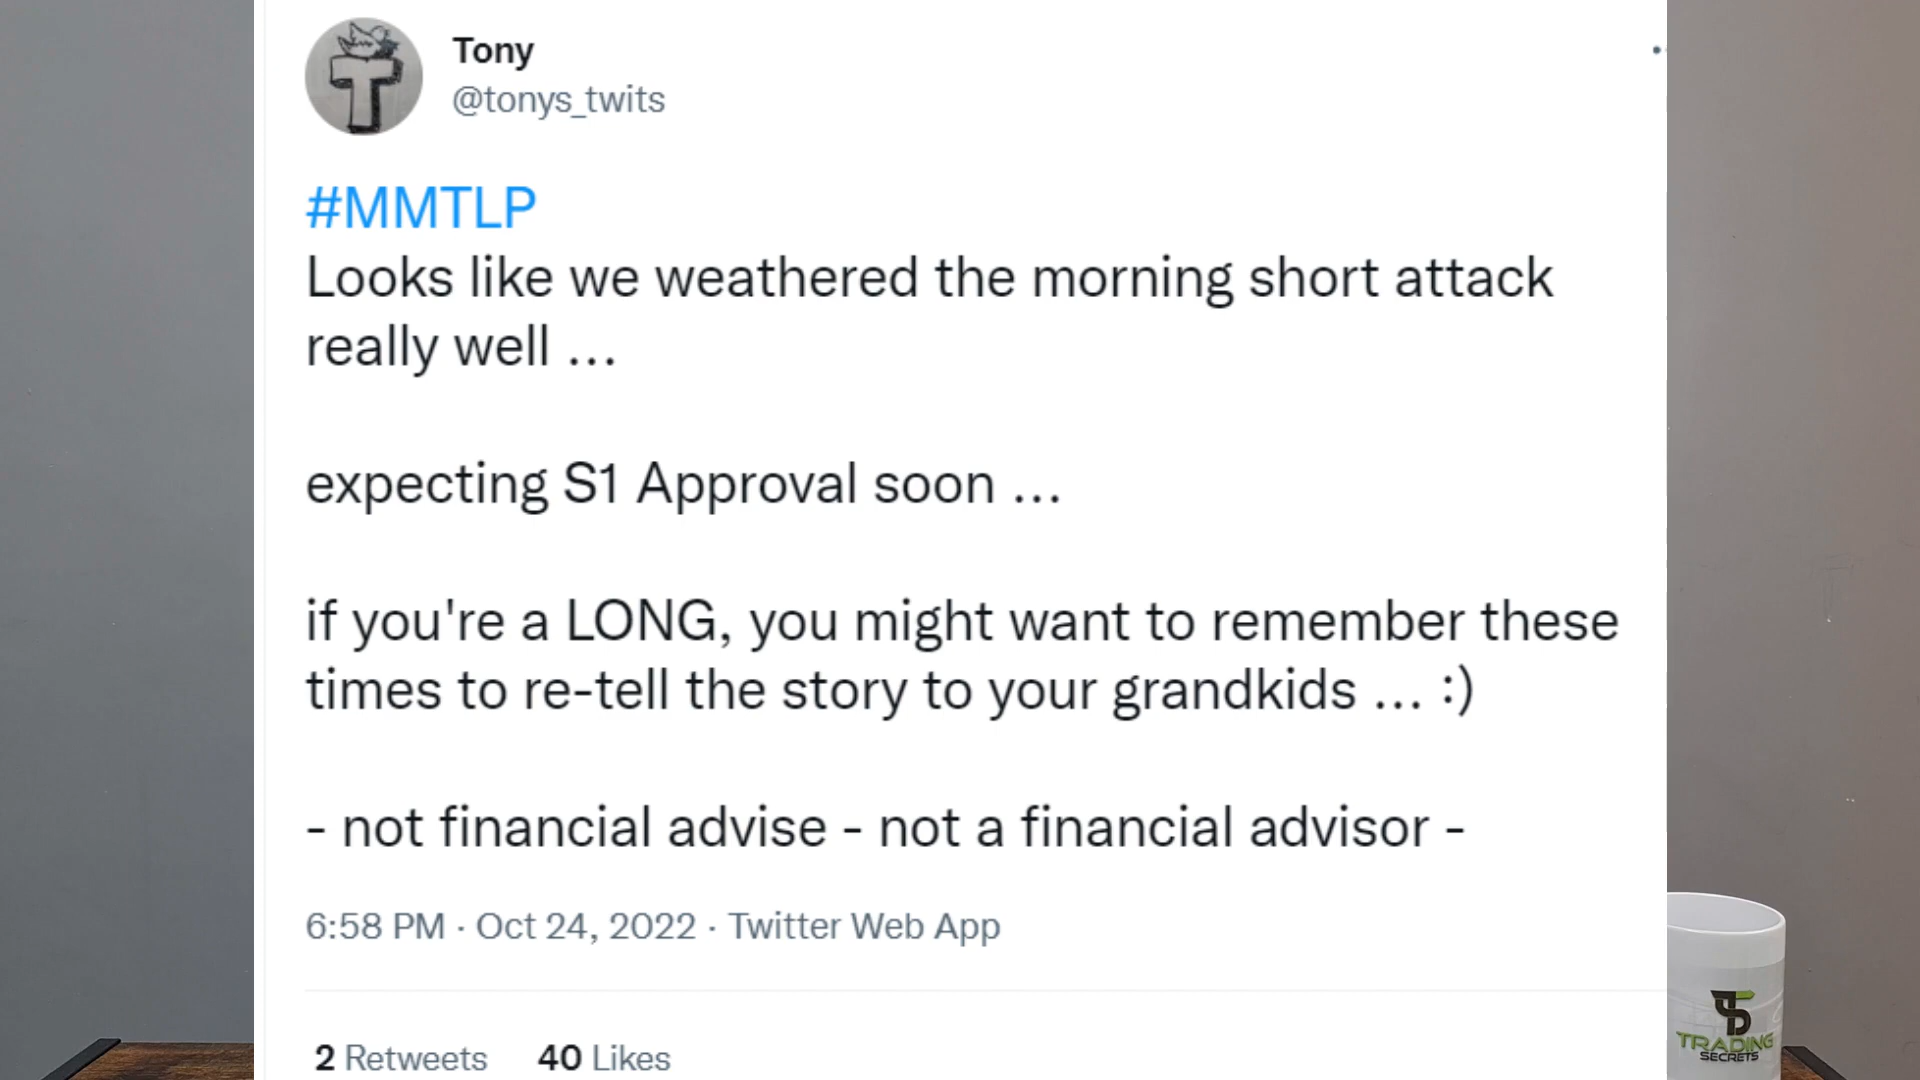 Tony
@tonys_twits
#MMTLP
Looks like we weathered the morning short attack
really well ...
expecting S1 Approval soon ...
if you're a LONG, you might want to remember these
times to re-tell the story to your grandkids ... :)
- not financial advise - not a financial advisor -
6:58 PM · Oct 24, 2022 · Twitter Web App
2 Retweets 40 Likes
TRADING
SECRETS